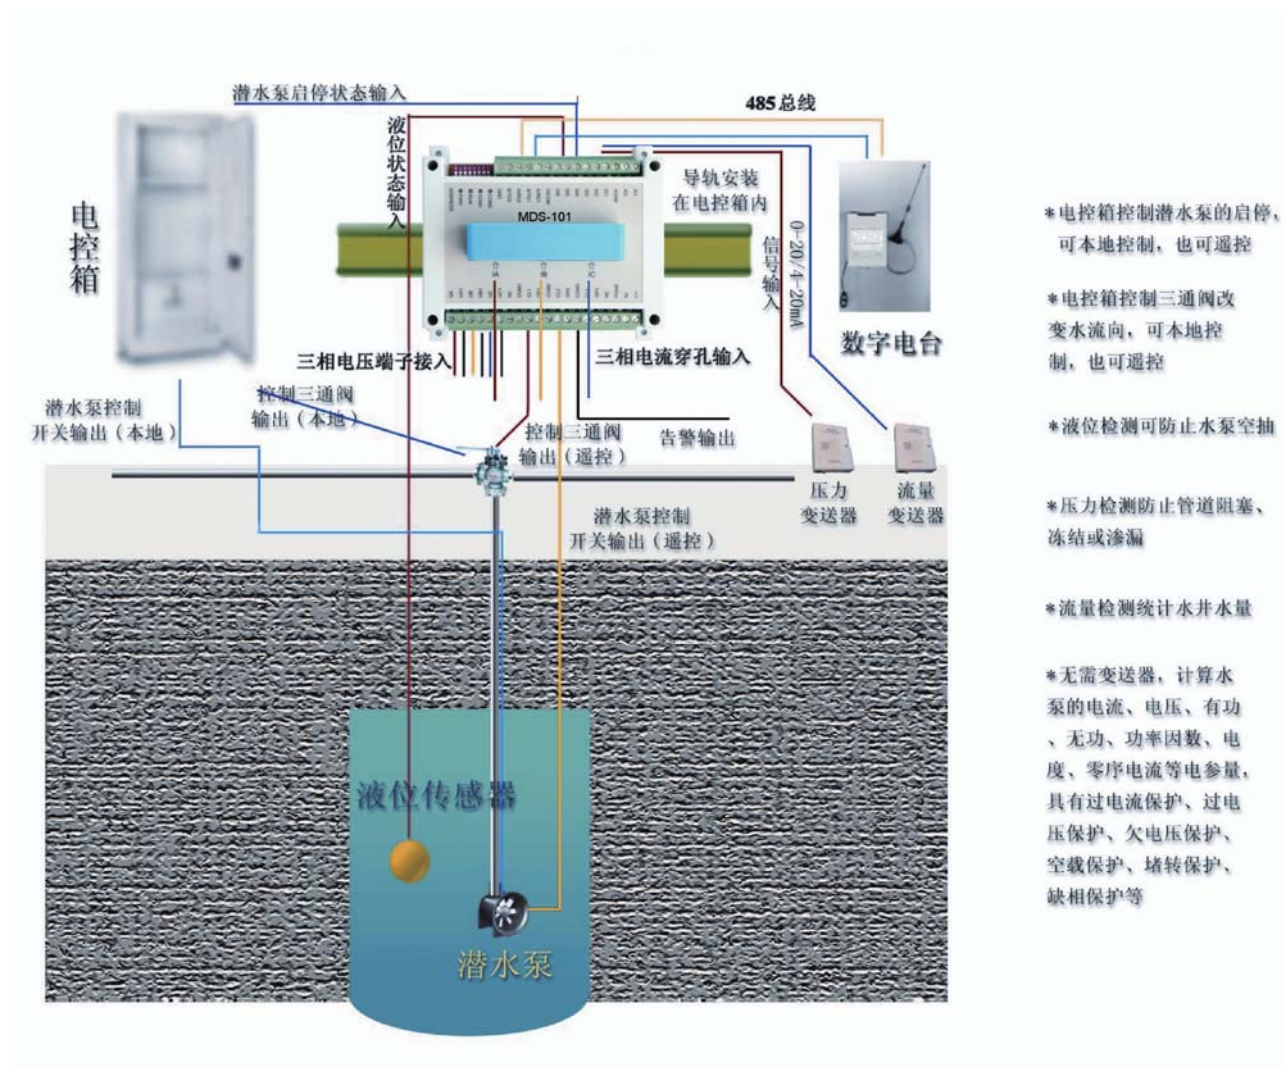 潜水泵启停状态输入
485总线
液位状态输入
导轨安装
在电控箱内
MDS-101
IA
IB
IC
电控箱
信号输入
0-20/4-20mA
数字电台
三相电压端子接入
三相电流穿孔输入
潜水泵控制
开关输出（本地）
控制三通阀
输出（本地）
控制三通阀
输出（遥控）
告警输出
压力
变送器
流量
变送器
潜水泵控制
开关输出（遥控）
液位传感器
潜水泵
*电控箱控制潜水泵的启停，
可本地控制，也可遥控
*电控箱控制三通阀改
变水流向，可本地控
制，也可遥控
*液位检测可防止水泵空抽
*压力检测防止管道阻塞、
冻结或渗漏
*流量检测统计水井水量
*无需变送器，计算水
泵的电流、电压、有功
、无功、功率因数、电
度、零序电流等电参量，
具有过电流保护、过电
压保护、欠电压保护、
空载保护、堵转保护、
缺相保护等